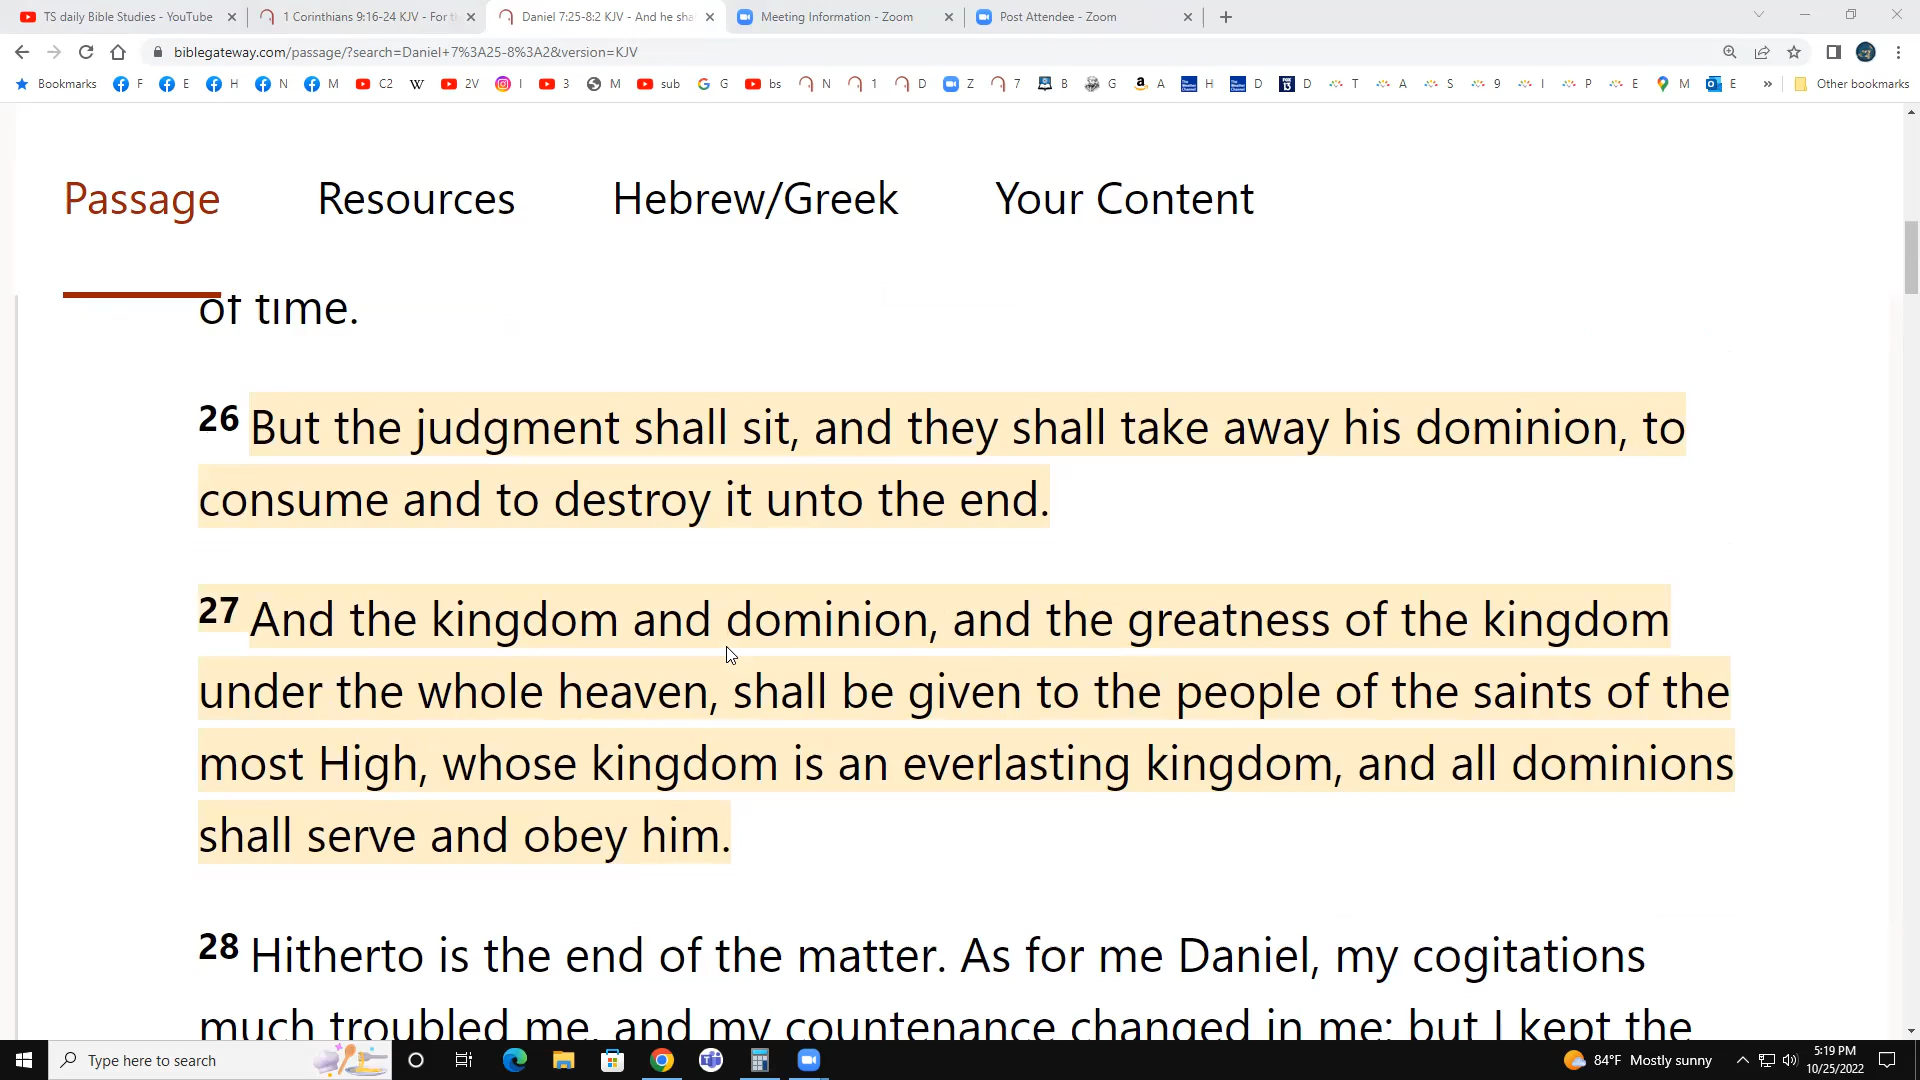 TS daily Bible Studies - YouTube
1 Corinthians 9:16-24 KJV - For th
Daniel 7:25-8:2 KJV - And he sha
Meeting Information - Zoom
Post Attendee - Zoom
biblegateway.com/passage/?search=Daniel+7%3A25-8%3A2&version=KJV
Bookmarks F E H N M C2 W 2V I 3 M sub G bs N 1 D Z 7 B G A H D D T A S 9 I P E M E » Other bookmarks
Passage Resources Hebrew/Greek Your Content
of time.
26 But the judgment shall sit, and they shall take away his dominion, to
consume and to destroy it unto the end.
27 And the kingdom and dominion, and the greatness of the kingdom
under the whole heaven, shall be given to the people of the saints of the
most High, whose kingdom is an everlasting kingdom, and all dominions
shall serve and obey him.
28 Hitherto is the end of the matter. As for me Daniel, my cogitations
much troubled me, and my countenance changed in me: but I kept the
Type here to search
84°F Mostly sunny
5:19 PM
10/25/2022